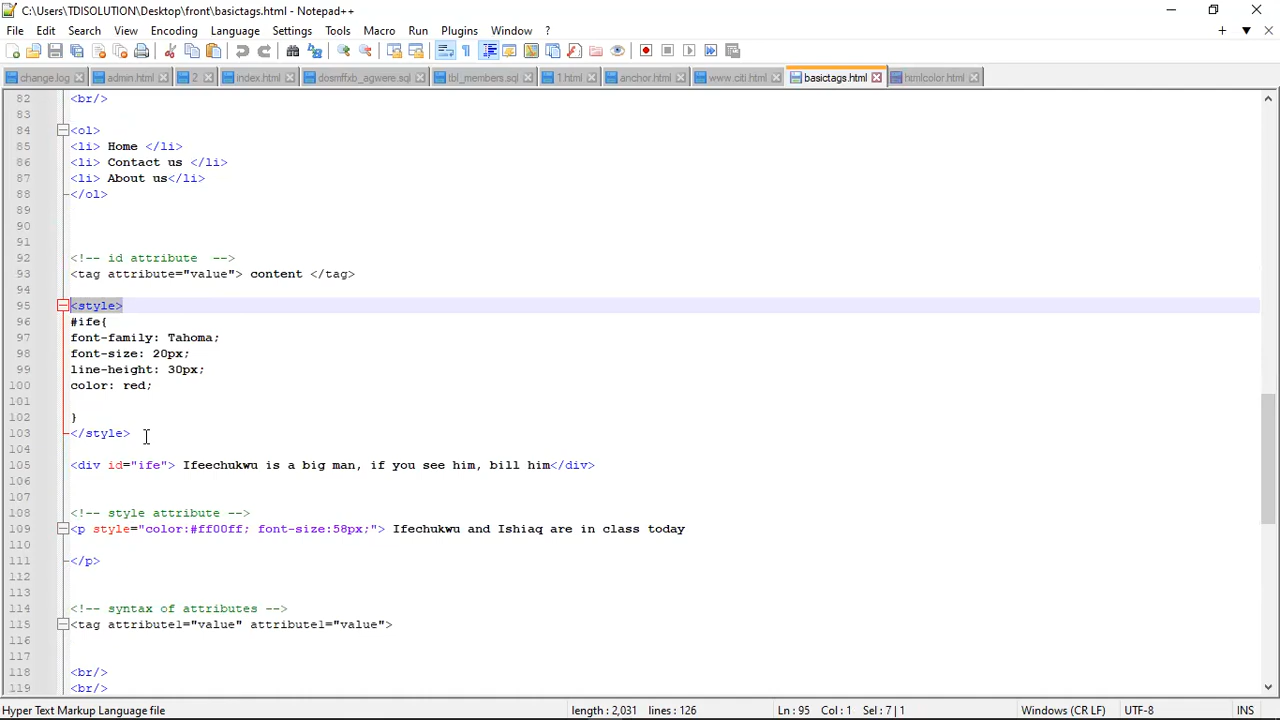 C:\Users\TDISOLUTION\Desktop\front\basictags.html - Notepad++
File Edit Search View Encoding Language Settings Tools Macro Run Plugins Window ?
change.log admin.html 2 index.html dosmffxb_agwere.sql tbl_members.sql 1.html anchor.html www.citi.html basictags.html htmlcolor.html
82 <br/>
83
84 <ol>
85 <li> Home </li>
86 <li> Contact us </li>
87 <li> About us</li>
88 </ol>
89
90
91
92 <!-- id attribute  -->
93 <tag attribute="value"> content </tag>
94
95 <style>
96 #ife{
97 font-family: Tahoma;
98 font-size: 20px;
99 line-height: 30px;
100 color: red;
101
102 }
103 </style>
104
105 <div id="ife"> Ifeechukwu is a big man, if you see him, bill him</div>
106
107
108 <!-- style attribute -->
109 <p style="color:#ff00ff; font-size:58px;"> Ifechukwu and Ishiaq are in class today
110
111 </p>
112
113
114 <!-- syntax of attributes -->
115 <tag attribute1="value" attribute1="value">
116
117
118 <br/>
119 <br/>
Hyper Text Markup Language file length : 2,031 lines : 126 Ln : 95 Col : 1 Sel : 7 | 1 Windows (CR LF) UTF-8 INS